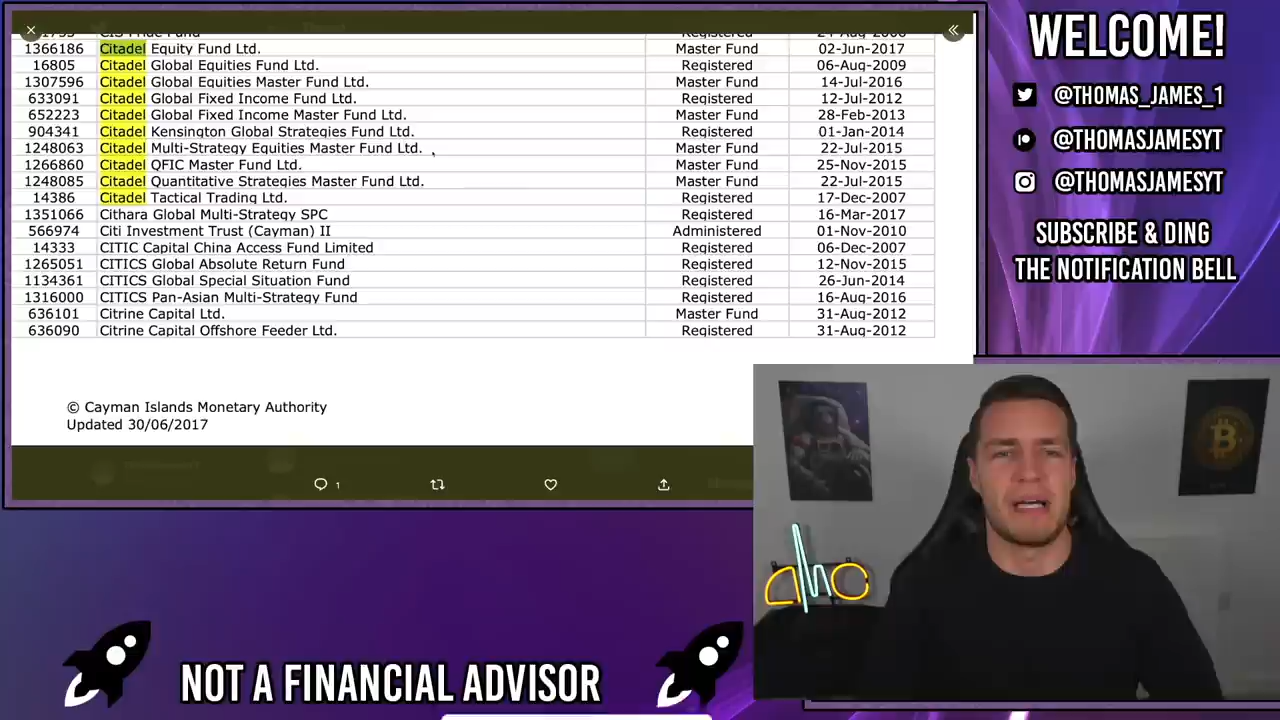 1366186 Citadel Equity Fund Ltd. Master Fund 02-Jun-2017
16805 Citadel Global Equities Fund Ltd. Registered 06-Aug-2009
1307596 Citadel Global Equities Master Fund Ltd. Master Fund 14-Jul-2016
633091 Citadel Global Fixed Income Fund Ltd. Registered 12-Jul-2012
652223 Citadel Global Fixed Income Master Fund Ltd. Master Fund 28-Feb-2013
904341 Citadel Kensington Global Strategies Fund Ltd. Registered 01-Jan-2014
1248063 Citadel Multi-Strategy Equities Master Fund Ltd. Master Fund 22-Jul-2015
1266860 Citadel QFIC Master Fund Ltd. Master Fund 25-Nov-2015
1248085 Citadel Quantitative Strategies Master Fund Ltd. Master Fund 22-Jul-2015
14386 Citadel Tactical Trading Ltd. Registered 17-Dec-2007
1351066 Cithara Global Multi-Strategy SPC Registered 16-Mar-2017
566974 Citi Investment Trust (Cayman) II Administered 01-Nov-2010
14333 CITIC Capital China Access Fund Limited Registered 06-Dec-2007
1265051 CITICS Global Absolute Return Fund Registered 12-Nov-2015
1134361 CITICS Global Special Situation Fund Registered 26-Jun-2014
1316000 CITICS Pan-Asian Multi-Strategy Fund Registered 16-Aug-2016
636101 Citrine Capital Ltd. Master Fund 31-Aug-2012
636090 Citrine Capital Offshore Feeder Ltd. Registered 31-Aug-2012
© Cayman Islands Monetary Authority
Updated 30/06/2017
1
WELCOME!
@THOMAS_JAMES_1
@THOMASJAMESYT
@THOMASJAMESYT
SUBSCRIBE & DING
THE NOTIFICATION BELL
NOT A FINANCIAL ADVISOR